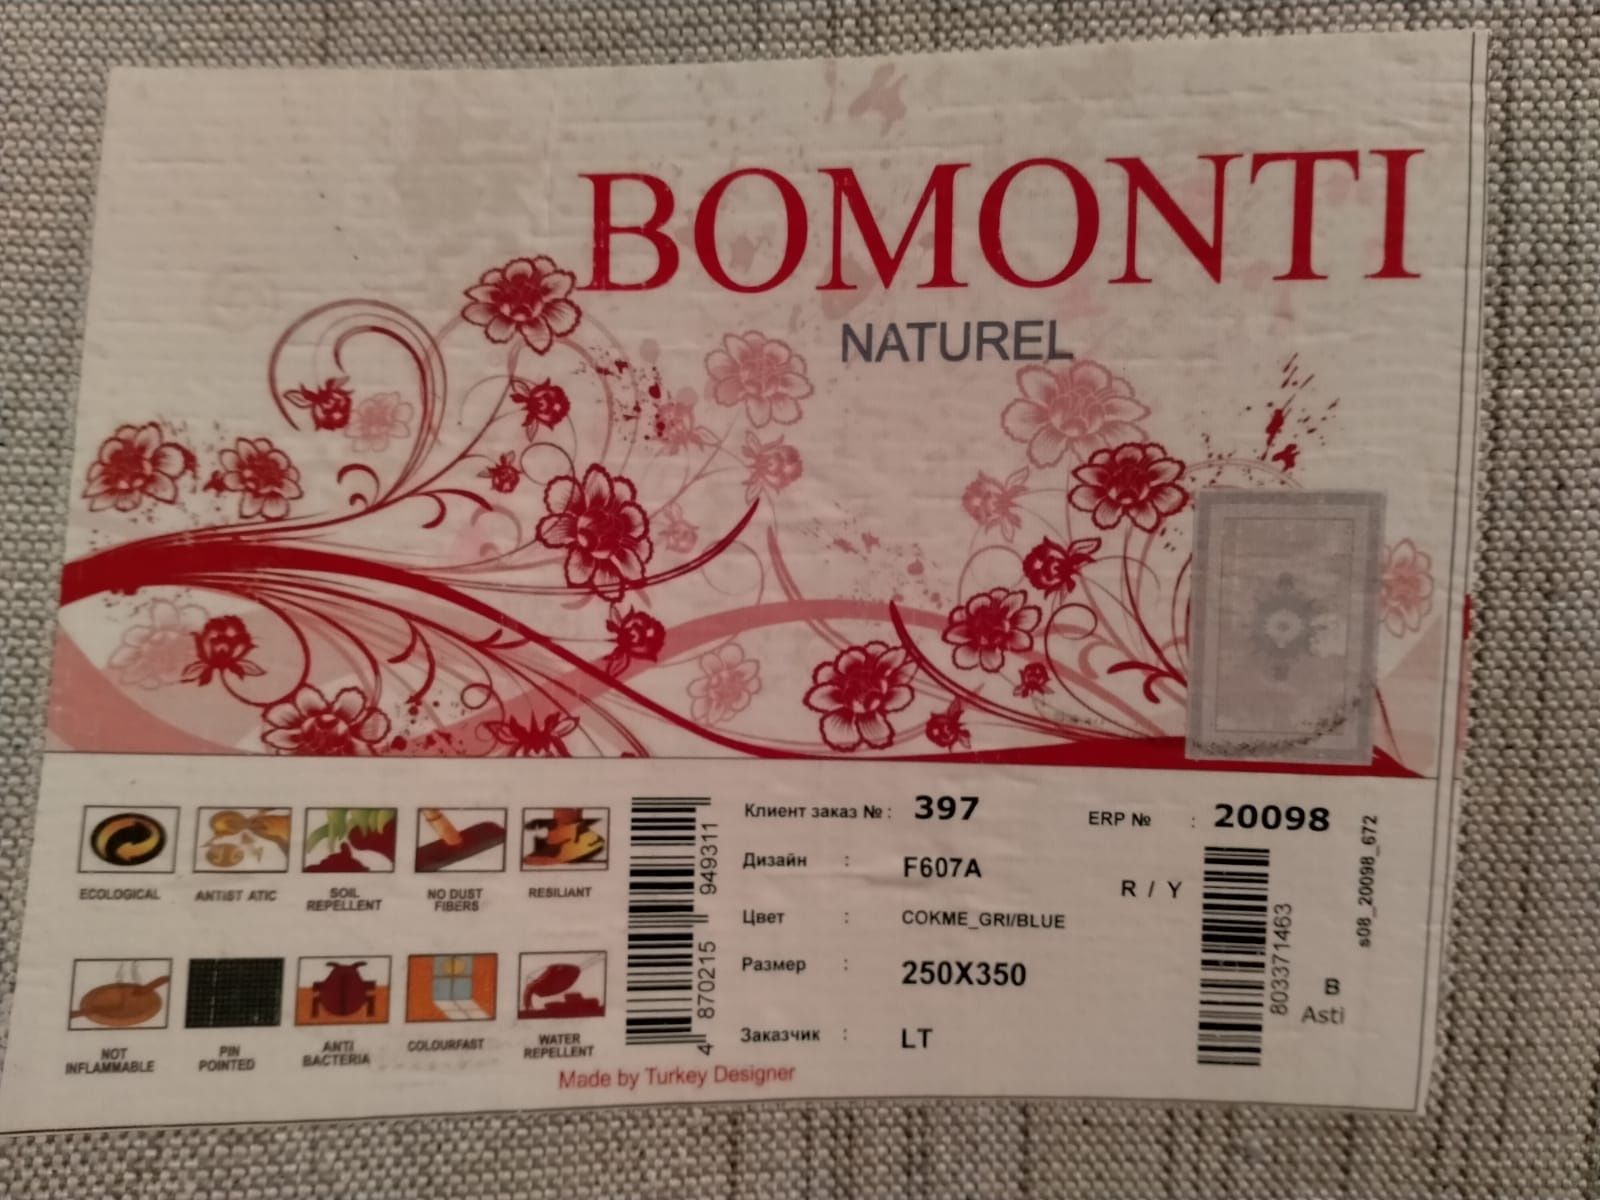 BOMONTI
NATUREL
ECOLOGICAL
ANTIST ATIC
SOIL
REPELLENT
NO DUST
FIBERS
RESILIANT
NOT
INFLAMMABLE
PIN
POINTED
ANTI
BACTERIA
COLOURFAST
WATER
REPELLENT
4 870215 949311
Клиент заказ № : 397
Дизайн : F607A
Цвет : COKME_GRI/BLUE
Размер : 250X350
Заказчик : LT
ERP № : 20098
R / Y
803371463
s08_20098_672
B
Asti
Made by Turkey Designer